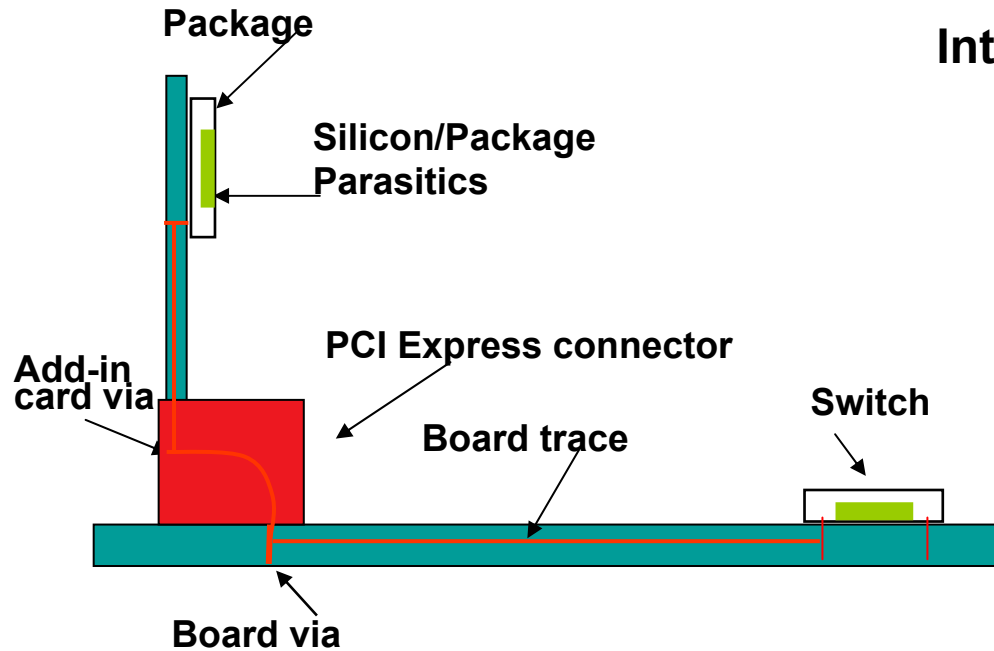 Package
Int
Silicon/Package
Parasitics
PCI Express connector
Add-in
card via
Switch
Board trace
Board via